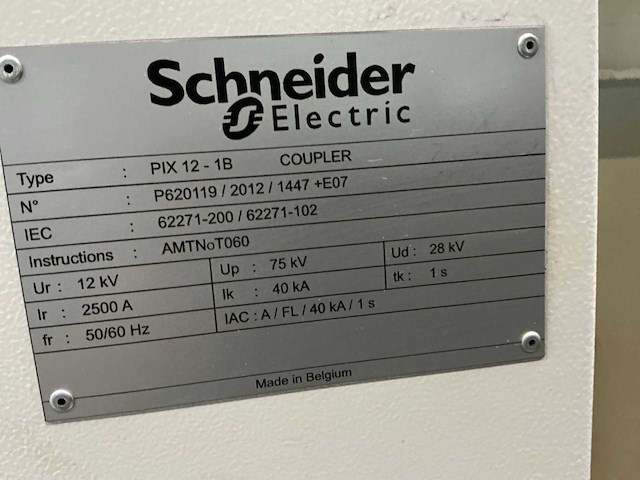 Schneider
Electric
Type : PIX 12 - 1B COUPLER
N° : P620119 / 2012 / 1447 +E07
IEC : 62271-200 / 62271-102
Instructions : AMTNoT060
Ur : 12 kV Up : 75 kV Ud : 28 kV
Ir : 2500 A Ik : 40 kA tk : 1 s
fr : 50/60 Hz IAC : A / FL / 40 kA / 1 s
Made in Belgium